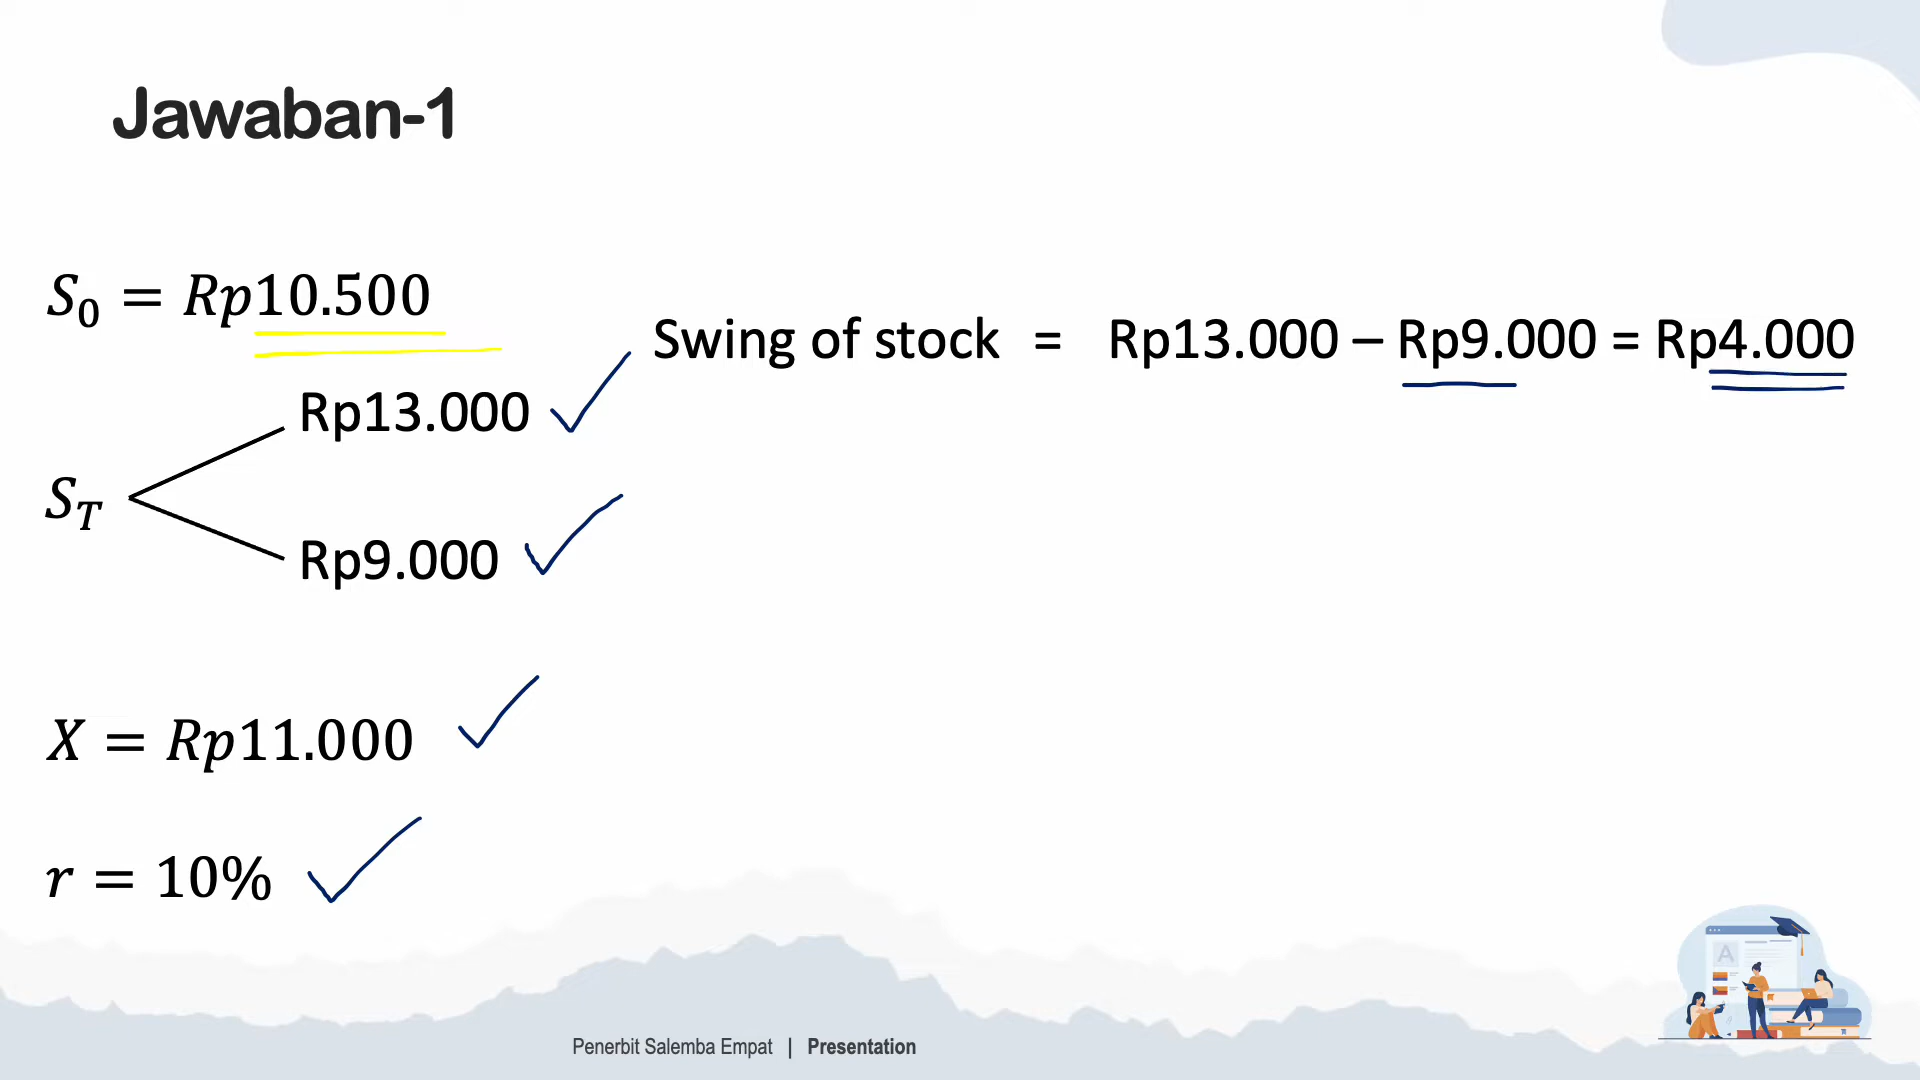 Jawaban-1
S₀ = Rp10.500
Swing of stock = Rp13.000 – Rp9.000 = Rp4.000
Rp13.000
S_T
Rp9.000
X = Rp11.000
r = 10%
A
Penerbit Salemba Empat | Presentation